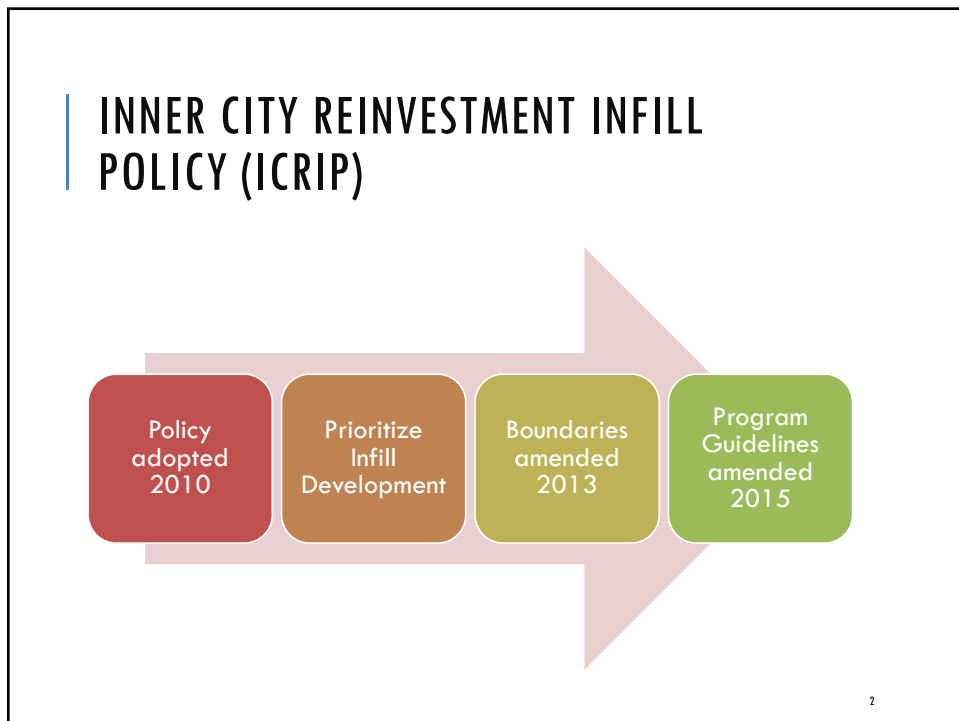 INNER CITY REINVESTMENT INFILL
POLICY (ICRIP)
Policy
adopted
2010
Prioritize
Infill
Development
Boundaries
amended
2013
Program
Guidelines
amended
2015
2